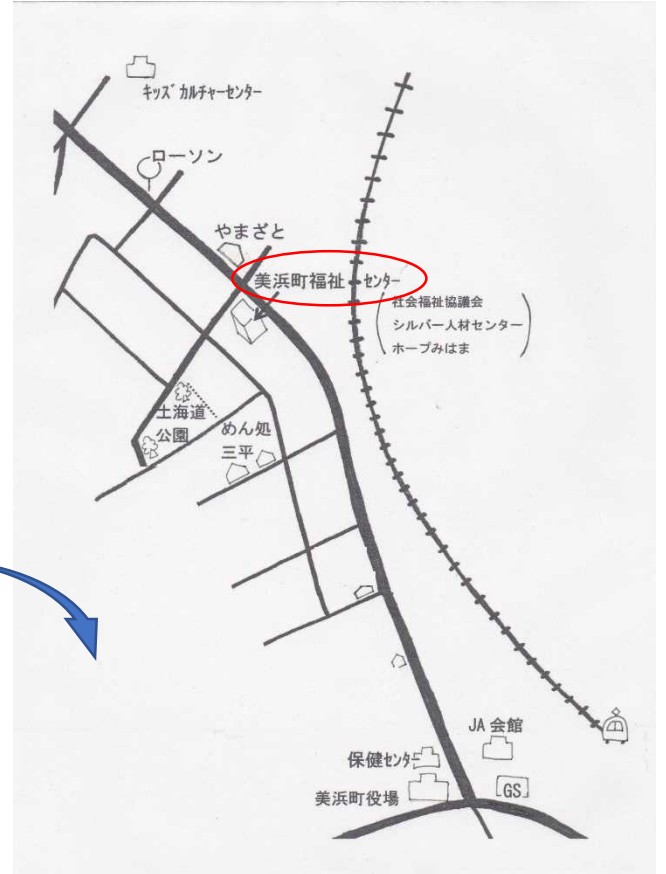 キッズカルチャーセンター
ローソン
やまざと
美浜町福祉センター
社会福祉協議会
シルバー人材センター
ホープみはま
土海道
公園
めん処
三平
JA 会館
保健センター
美浜町役場
GS